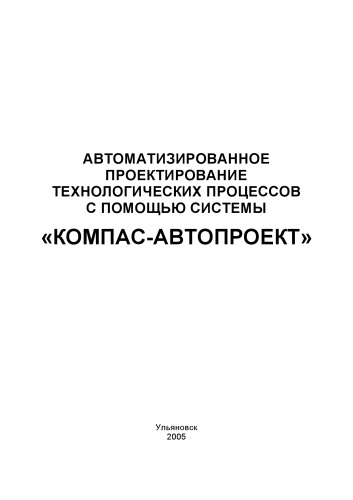 АВТОМАТИЗИРОВАННОЕ
ПРОЕКТИРОВАНИЕ
ТЕХНОЛОГИЧЕСКИХ ПРОЦЕССОВ
С ПОМОЩЬЮ СИСТЕМЫ
«КОМПАС-АВТОПРОЕКТ»
Ульяновск
2005